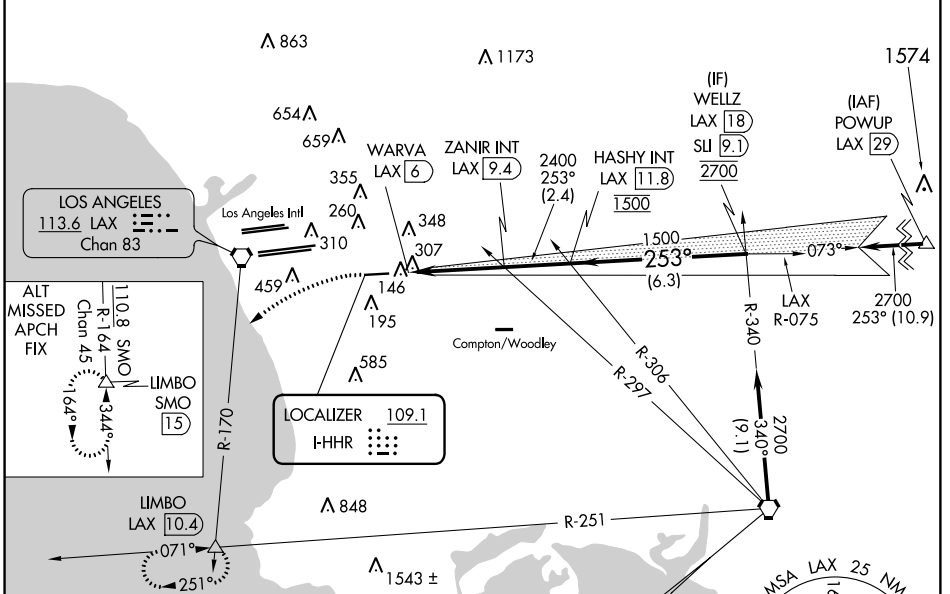 863
1173
1574
(IF)
WELLZ
LAX 18
SLI 9.1
2700
(IAF)
POWUP
LAX 29
654
659
WARVA
LAX 6
ZANIR INT
LAX 9.4
2400
253°
(2.4)
HASHY INT
LAX 11.8
1500
355
260
348
307
310
LOS ANGELES
113.6 LAX
Chan 83
Los Angeles Intl
1500
253°
(6.3)
073°
459
146
195
LAX
R-075
2700
253° (10.9)
ALT
MISSED
APCH
FIX
110.8 SMO
R-164
Chan 45
LIMBO
SMO
15
164°
344°
R-170
Compton/Woodley
R-340
R-306
R-297
585
LOCALIZER 109.1
I-HHR
2700
340°
(9.1)
848
LIMBO
LAX 10.4
R-251
071°
251°
1543 ±
MSA LAX 25 NM